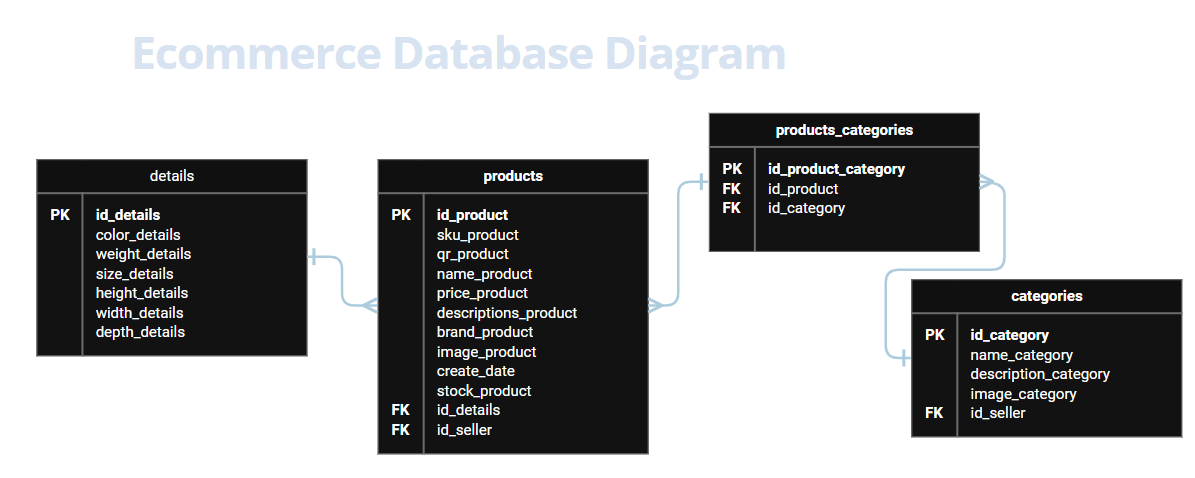 Ecommerce Database Diagram
details
PK id_details
color_details
weight_details
size_details
height_details
width_details
depth_details
products
PK id_product
sku_product
qr_product
name_product
price_product
descriptions_product
brand_product
image_product
create_date
stock_product
FK id_details
FK id_seller
products_categories
PK id_product_category
FK id_product
FK id_category
categories
PK id_category
name_category
description_category
image_category
FK id_seller